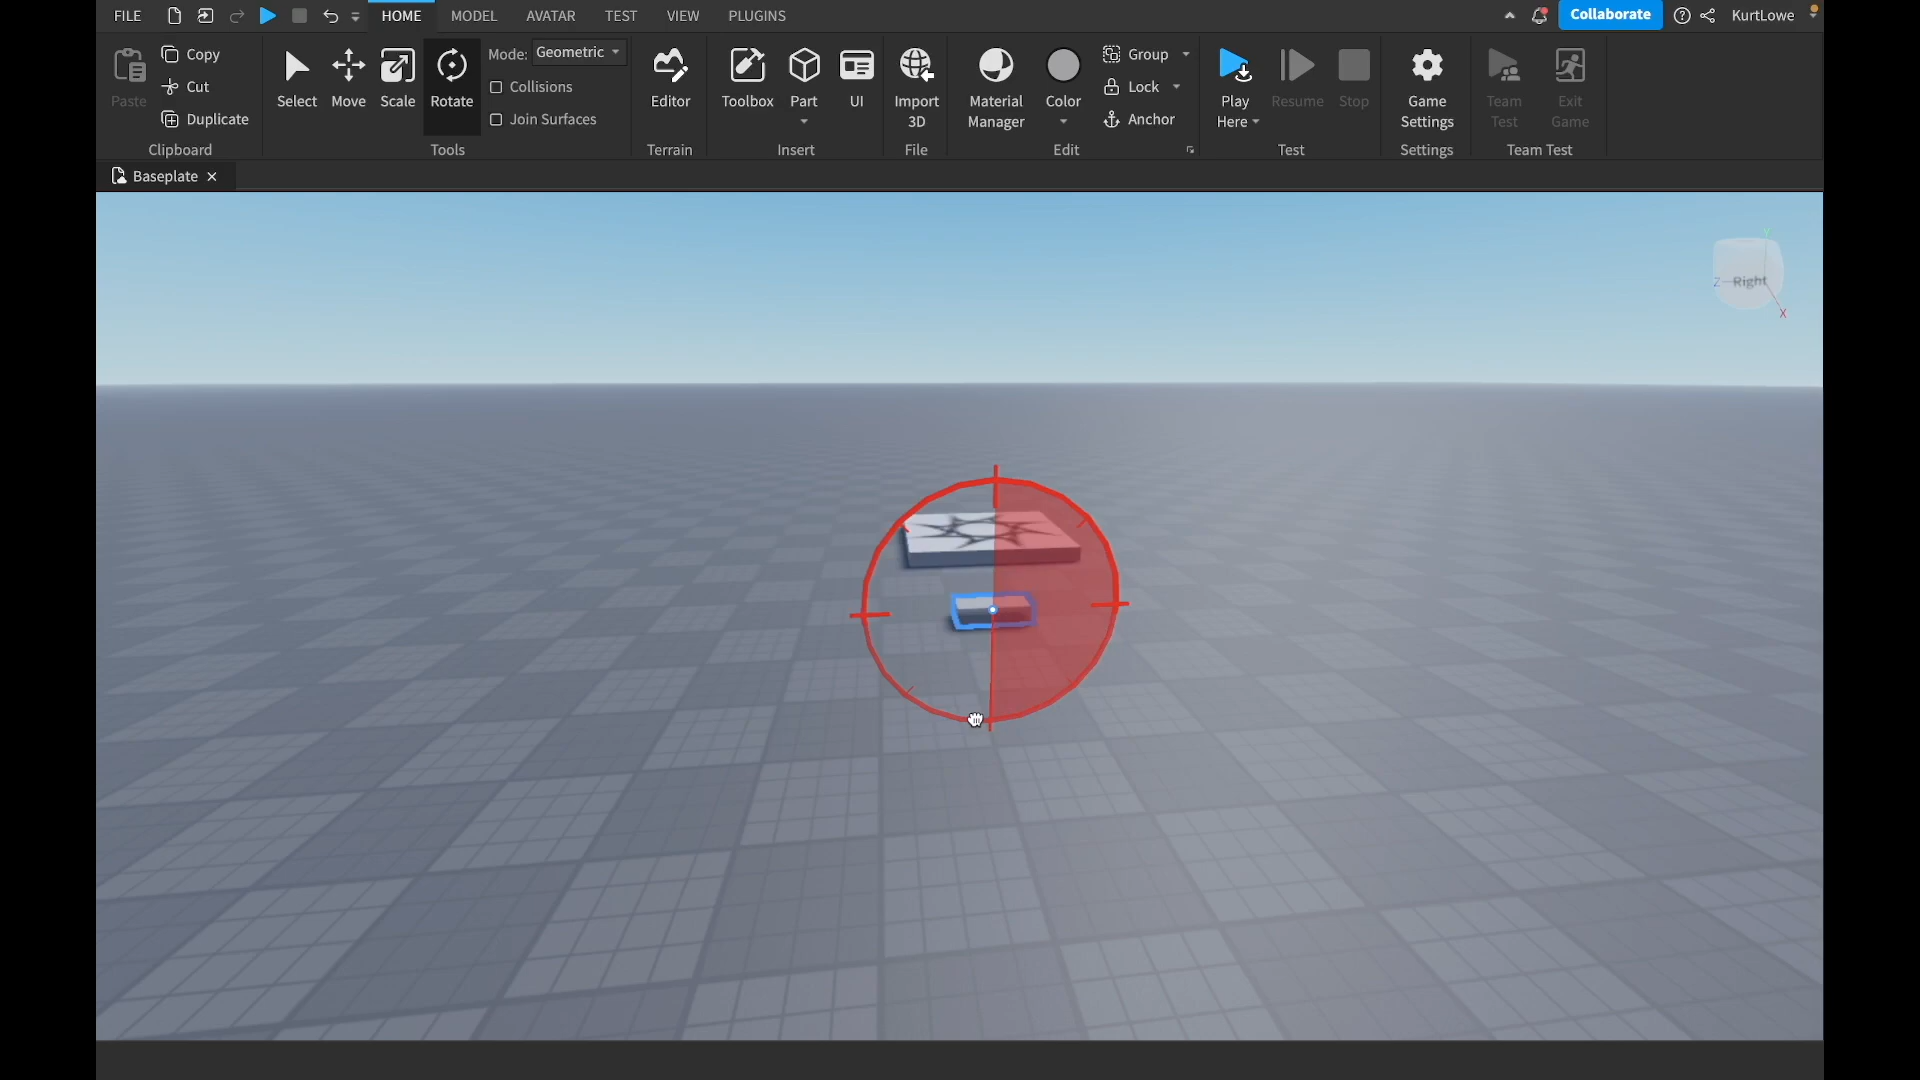 FILE HOME MODEL AVATAR TEST VIEW PLUGINS Collaborate KurtLowe
Paste Copy Cut Duplicate
Clipboard
Select Move Scale Rotate
Mode: Geometric
Collisions
Join Surfaces
Tools
Editor
Terrain
Toolbox Part UI
Insert
Import
3D
File
Material
Manager
Color
Group
Lock
Anchor
Edit
Play
Here
Resume Stop
Test
Game
Settings
Settings
Team
Test
Exit
Game
Team Test
Baseplate
Y
Z Right
X